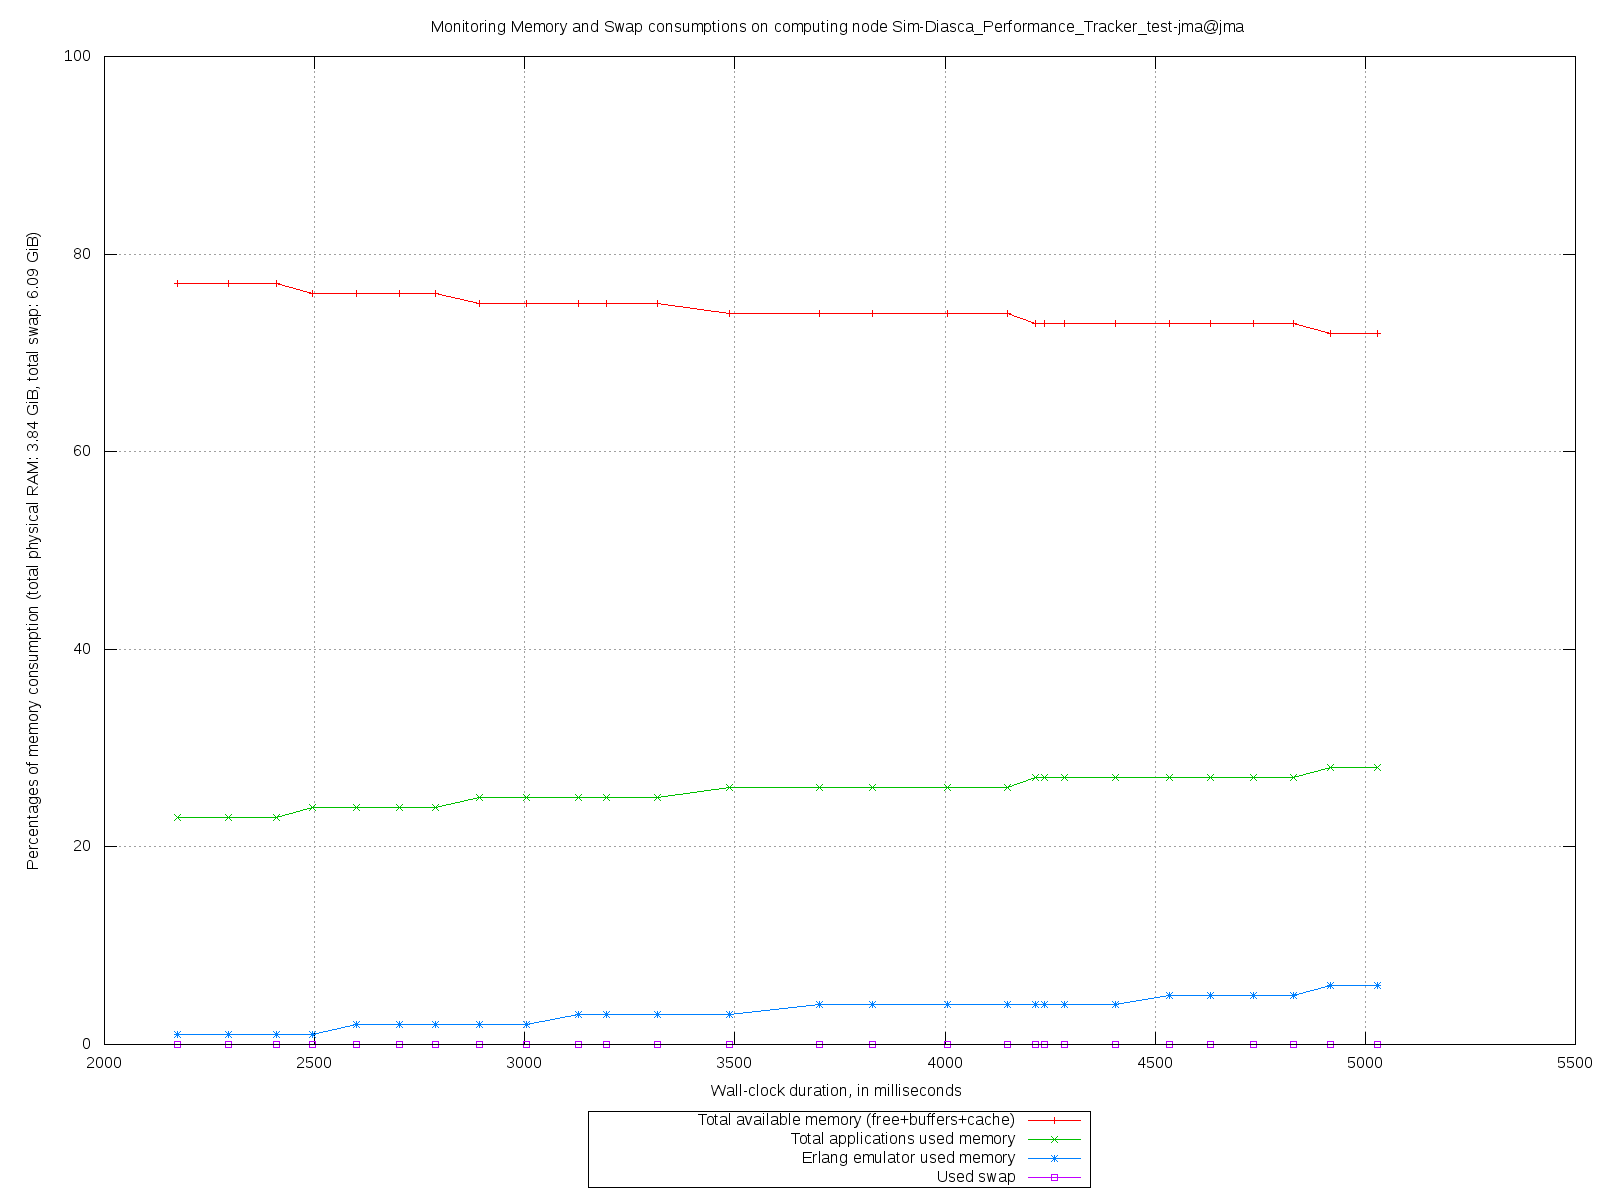 Monitoring Memory and Swap consumptions on computing node Sim-Diasca_Performance_Tracker_test-jma@jma
Percentages of memory consumption (total physical RAM: 3.84 GiB, total swap: 6.09 GiB)
100
80
60
40
20
0
2000 2500 3000 3500 4000 4500 5000 5500
Wall-clock duration, in milliseconds
Total available memory (free+buffers+cache)
Total applications used memory
Erlang emulator used memory
Used swap